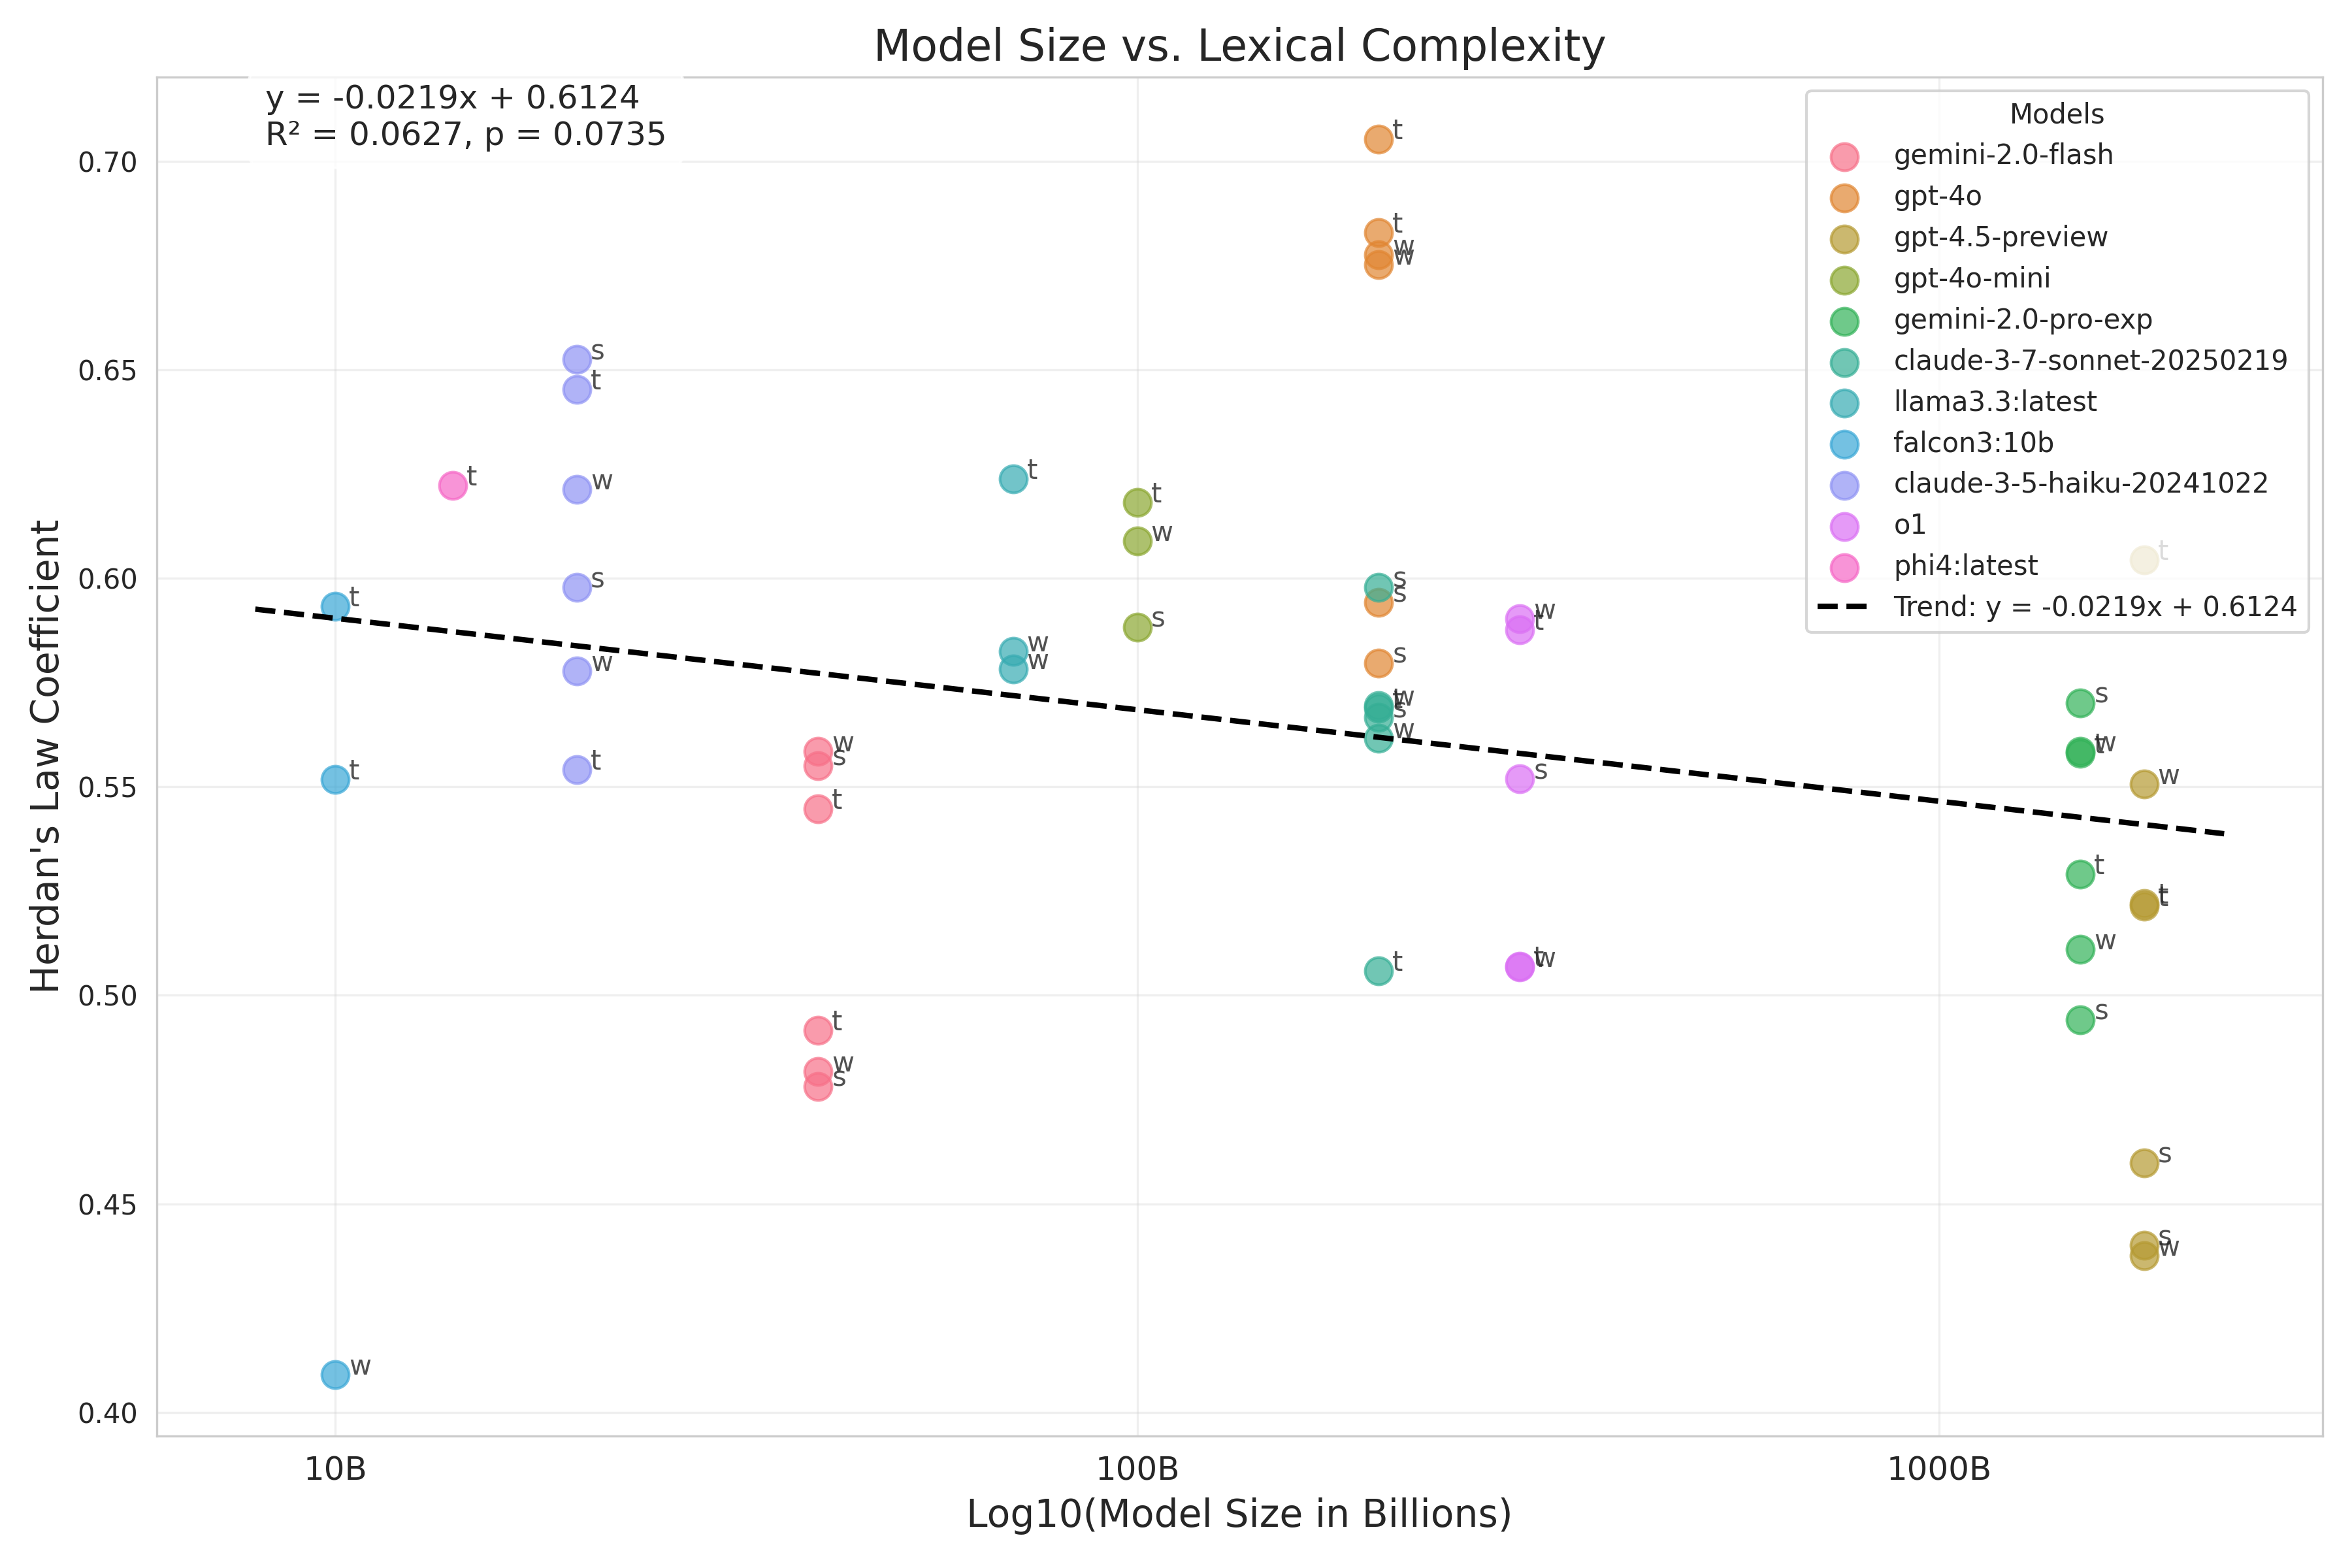 Model Size vs. Lexical Complexity
y = -0.0219x + 0.6124
R² = 0.0627, p = 0.0735
Models
gemini-2.0-flash
gpt-4o
gpt-4.5-preview
gpt-4o-mini
gemini-2.0-pro-exp
claude-3-7-sonnet-20250219
llama3.3:latest
falcon3:10b
claude-3-5-haiku-20241022
o1
phi4:latest
Trend: y = -0.0219x + 0.6124
Herdan's Law Coefficient
0.70
0.65
0.60
0.55
0.50
0.45
0.40
t
t
w
t
s
t
w
s
w
t
w
s
t
t
w
s
t
w
w
t
w
s
t
t
w
w
s
s
s
w
t
s
w
t
w
t
s
t
w
s
w
t
t
w
s
t
w
t
t
s
s
w
10B
100B
1000B
Log10(Model Size in Billions)